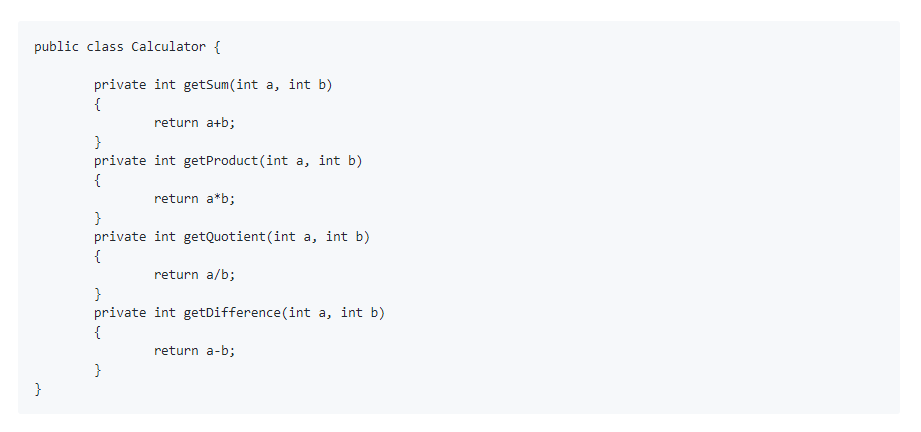 public class Calculator {
private int getSum(int a, int b)
{
return a+b;
}
private int getProduct(int a, int b)
{
return a*b;
}
private int getQuotient(int a, int b)
{
return a/b;
}
private int getDifference(int a, int b)
{
return a-b;
}
}